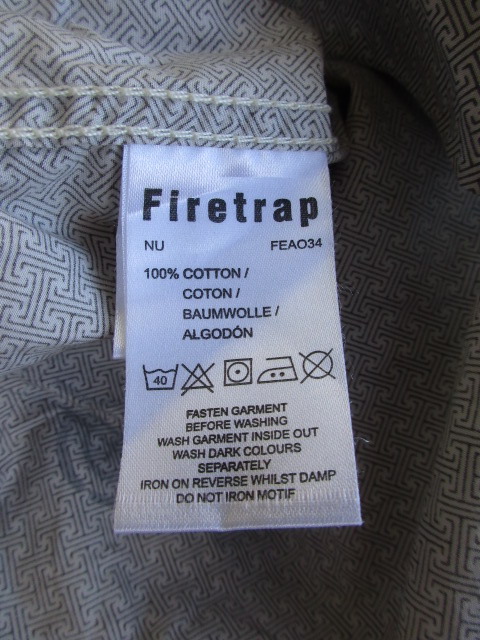 Firetrap
NU FEAO34
100% COTTON /
COTON /
BAUMWOLLE /
ALGODÓN
40
FASTEN GARMENT
BEFORE WASHING
WASH GARMENT INSIDE OUT
WASH DARK COLOURS
SEPARATELY
IRON ON REVERSE WHILST DAMP
DO NOT IRON MOTIF